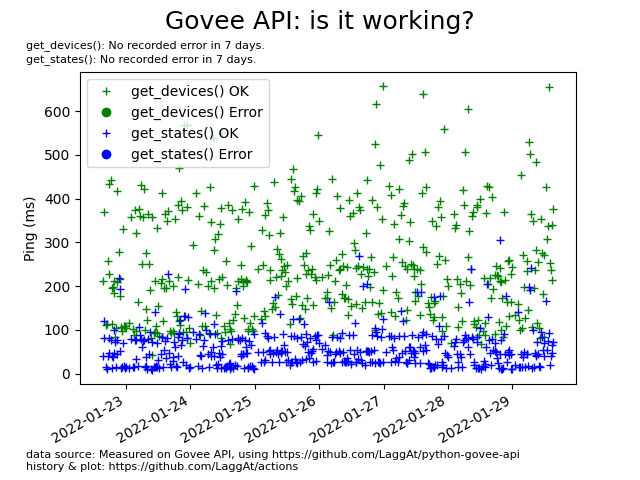 Govee API: is it working?
get_devices(): No recorded error in 7 days.
get_states(): No recorded error in 7 days.
get_devices() OK
get_devices() Error
get_states() OK
get_states() Error
Ping (ms)
600
500
400
300
200
100
0
2022-01-23
2022-01-24
2022-01-25
2022-01-26
2022-01-27
2022-01-28
2022-01-29
data source: Measured on Govee API, using https://github.com/LaggAt/python-govee-api
history & plot: https://github.com/LaggAt/actions